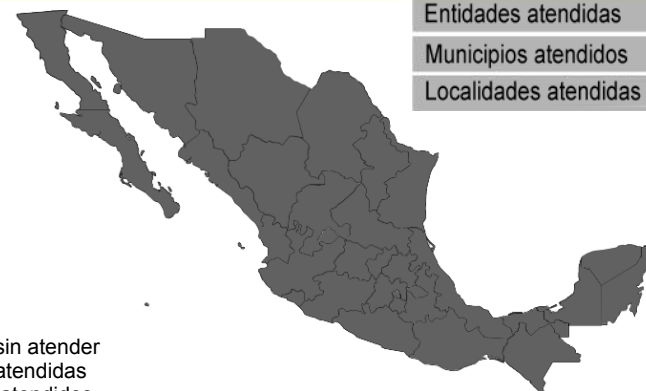 Entidades atendidas
Municipios atendidos
Localidades atendidas
sin atender
atendidas